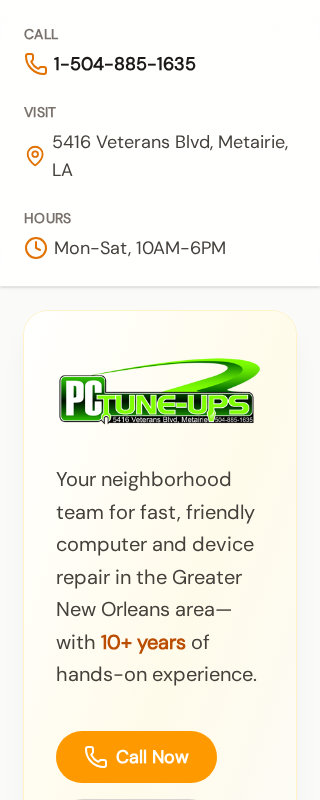 CALL
1-504-885-1635
VISIT
5416 Veterans Blvd, Metairie,
LA
HOURS
Mon-Sat, 10AM-6PM
PC TUNE-UPS
5416 Veterans Blvd, Metairie 504-885-1635
Your neighborhood
team for fast, friendly
computer and device
repair in the Greater
New Orleans area—
with 10+ years of
hands-on experience.
Call Now